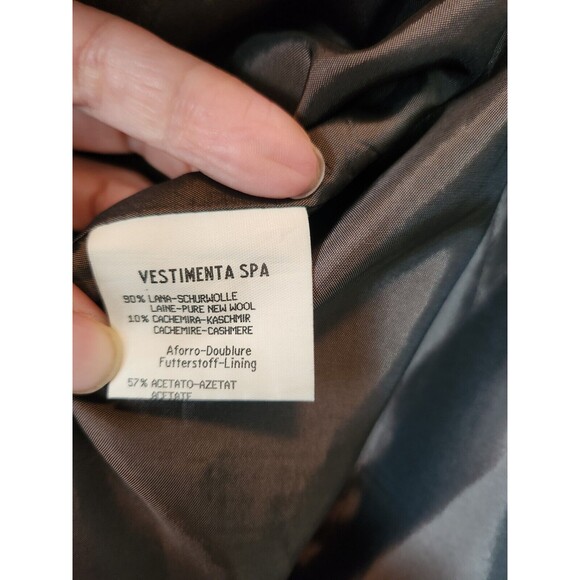 VESTIMENTA SPA
90% LANA-SCHURWOLLE
LAINE-PURE NEW WOOL
10% CACHEMIRA-KASCHMIR
CACHEMIRE-CASHMERE
Aforro-Doublure
Futterstoff-Lining
57% ACETATO-AZETAT
ACETATE